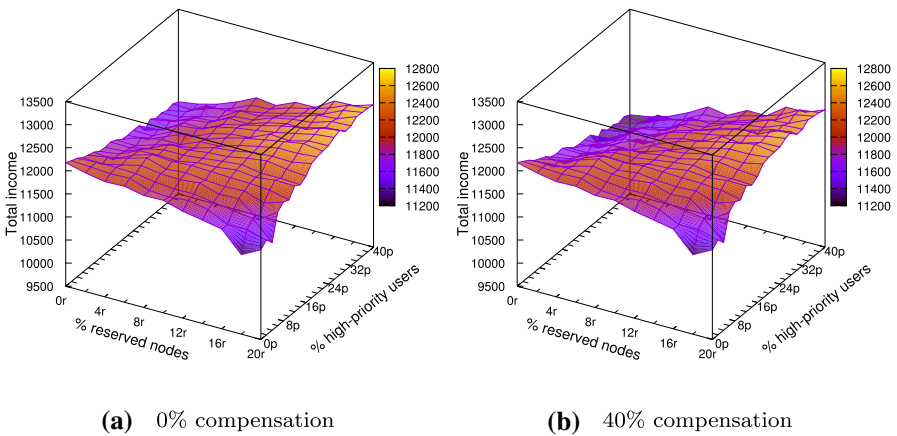 13500
13000
12500
12000
11500
11000
10500
10000
9500
Total income
0r
4r
8r
12r
16r
20r
% reserved nodes
0p
8p
16p
24p
32p
40p
% high-priority users
12800
12600
12400
12200
12000
11800
11600
11400
11200
(a) 0% compensation
13500
13000
12500
12000
11500
11000
10500
10000
9500
Total income
0r
4r
8r
12r
16r
20r
% reserved nodes
0p
8p
16p
24p
32p
40p
% high-priority users
12800
12600
12400
12200
12000
11800
11600
11400
11200
(b) 40% compensation